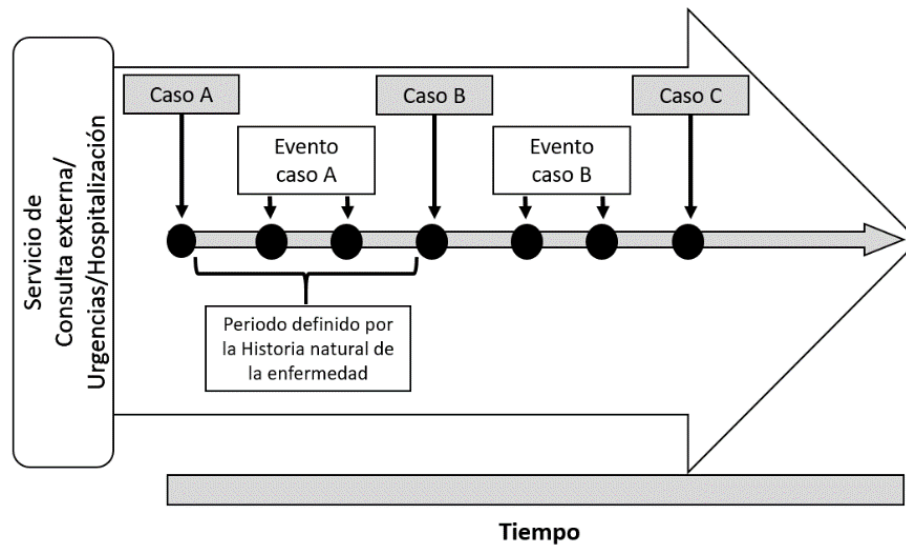 Servicio de
Consulta externa/
Urgencias/Hospitalización
Caso A
Caso B
Caso C
Evento
caso A
Evento
caso B
Periodo definido por
la Historia natural de
la enfermedad
Tiempo